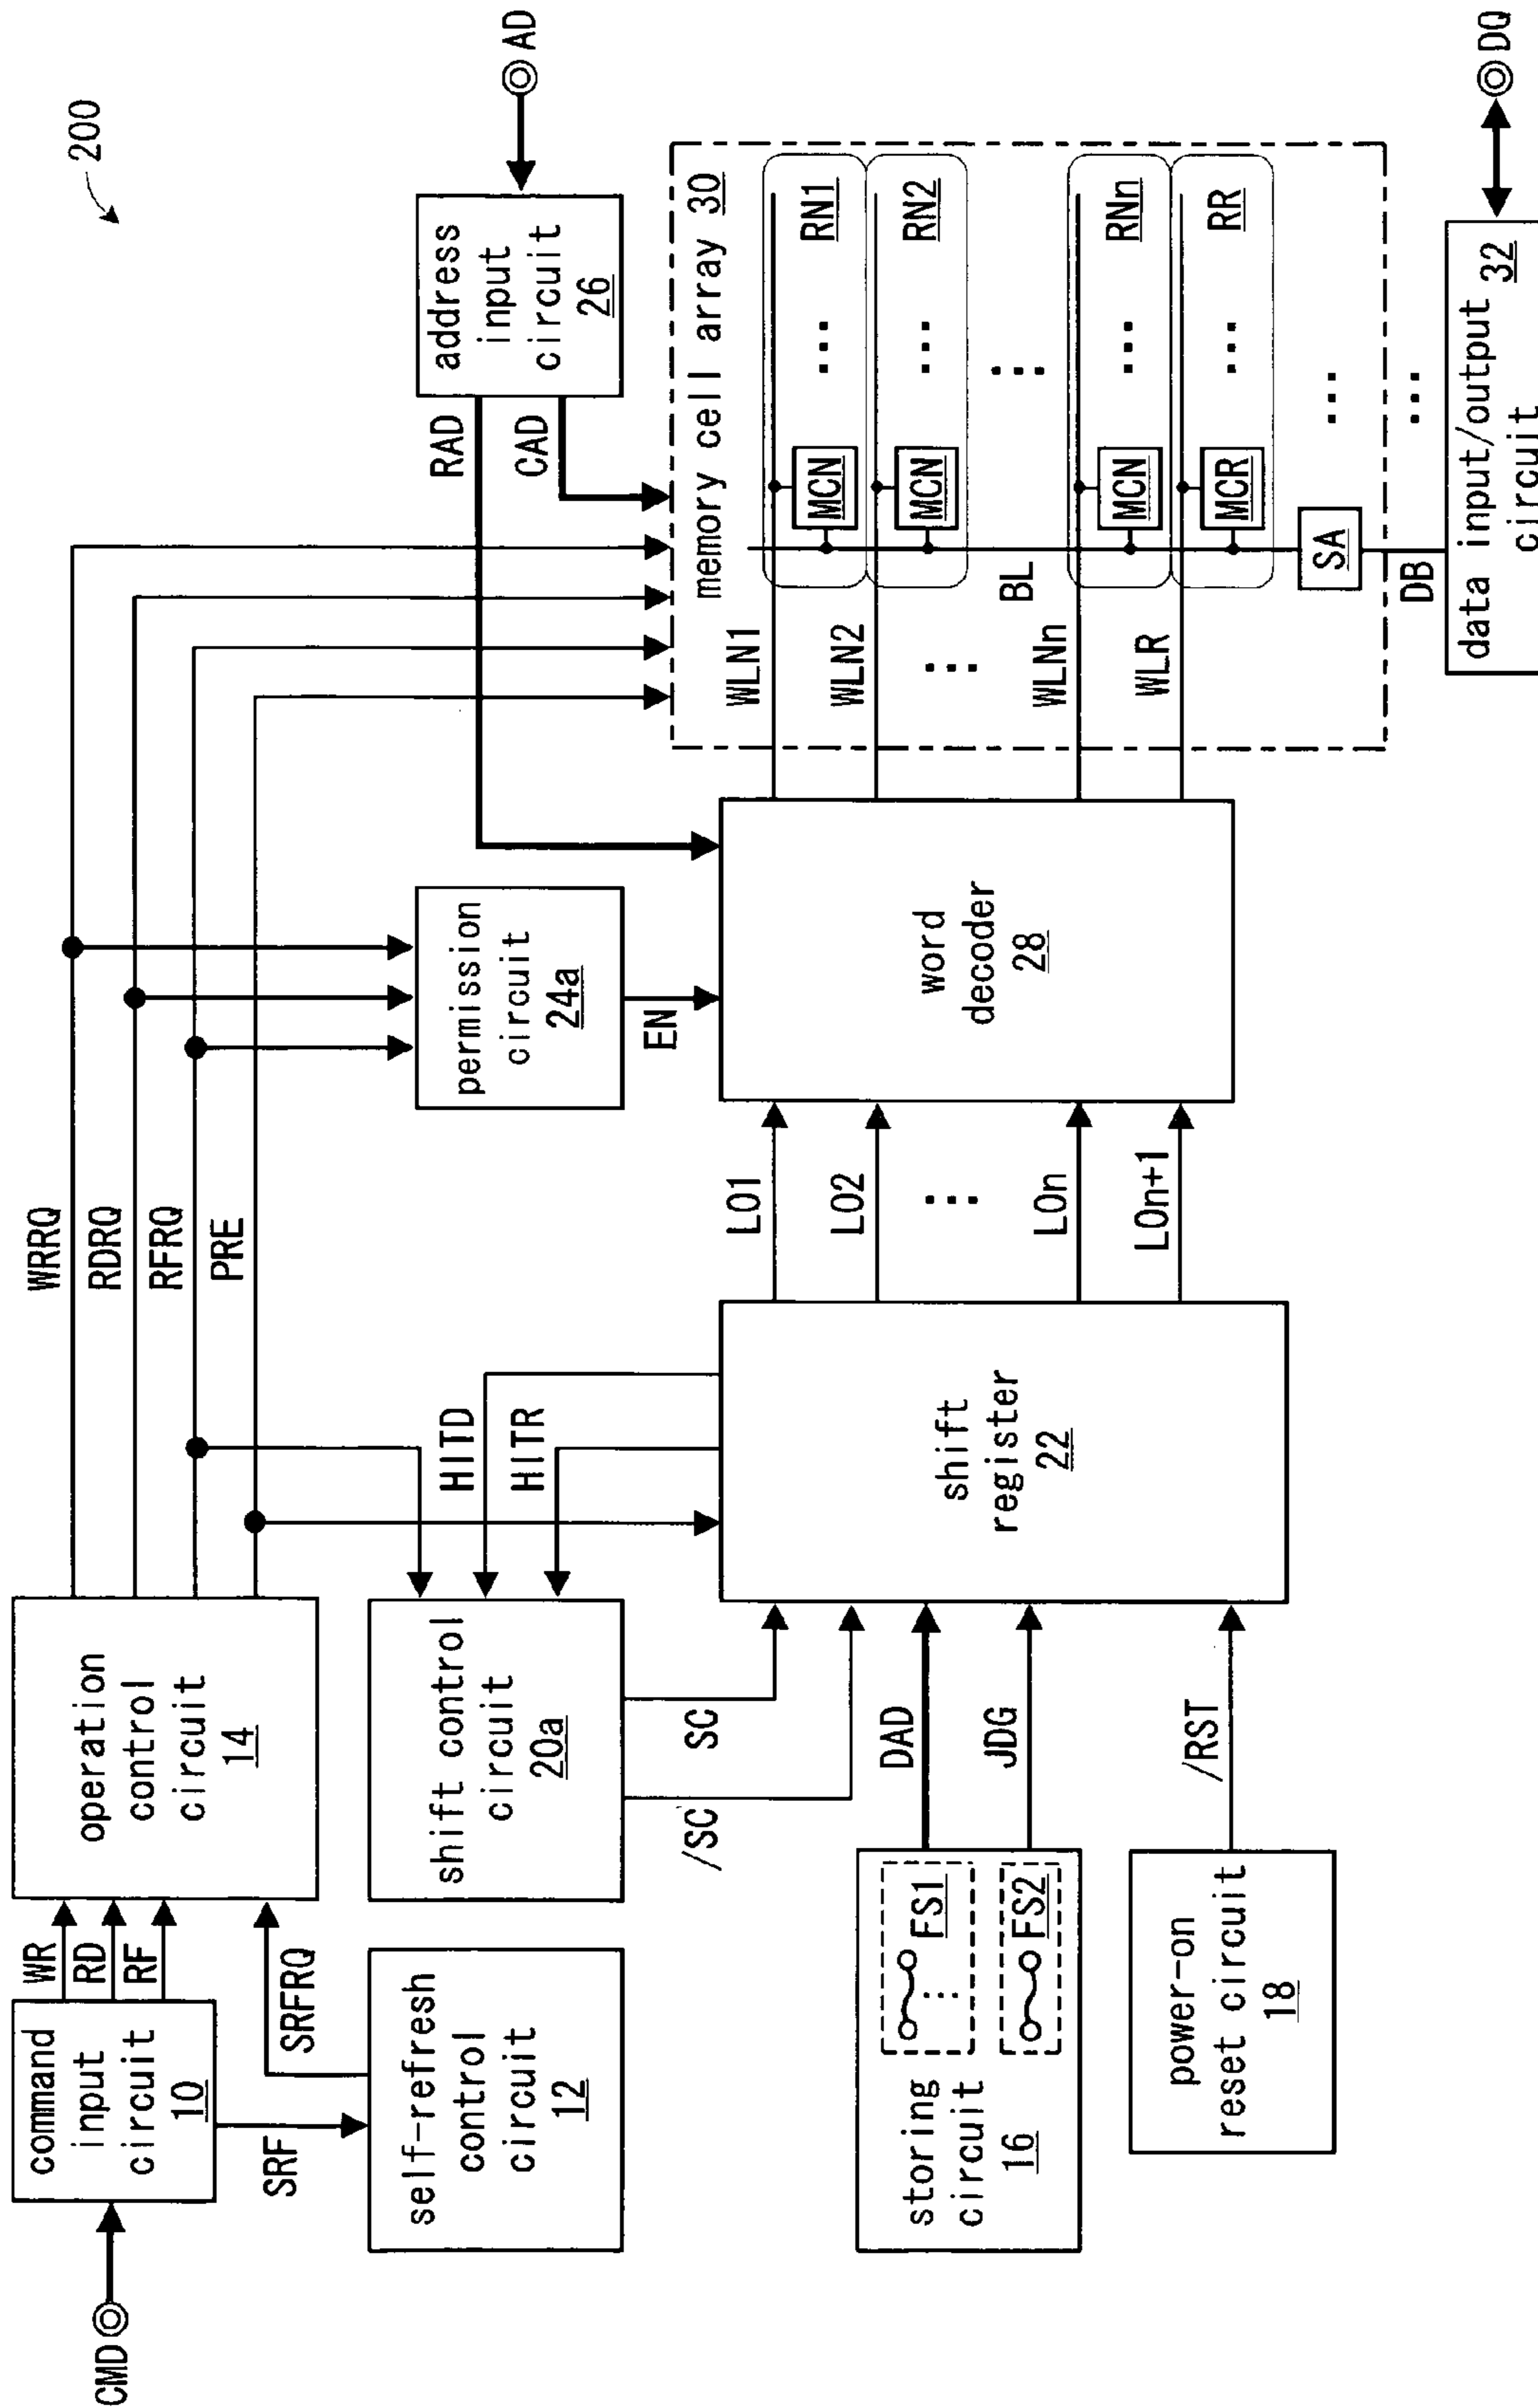 200
CMD
command
input
circuit
10
WR
RD
RF
SRF
SRFRQ
self-refresh
control
circuit
12
operation
control
circuit
14
WRRQ
RDRQ
RFRQ
PRE
shift control
circuit
20a
HITD
HITR
SC
/SC
storing
circuit
16
FS1
FS2
DAD
JDG
power-on
reset circuit
18
/RST
shift
register
22
LO1
LO2
LOn
LOn+1
permission
circuit
24a
EN
word
decoder
28
address
input
circuit
26
AD
RAD
CAD
memory cell array 30
WLN1
WLN2
WLNn
WLR
BL
MCN
MCN
MCN
MCR
RN1
RN2
RNn
RR
...
SA
DB
data input/output
circuit
32
DQ